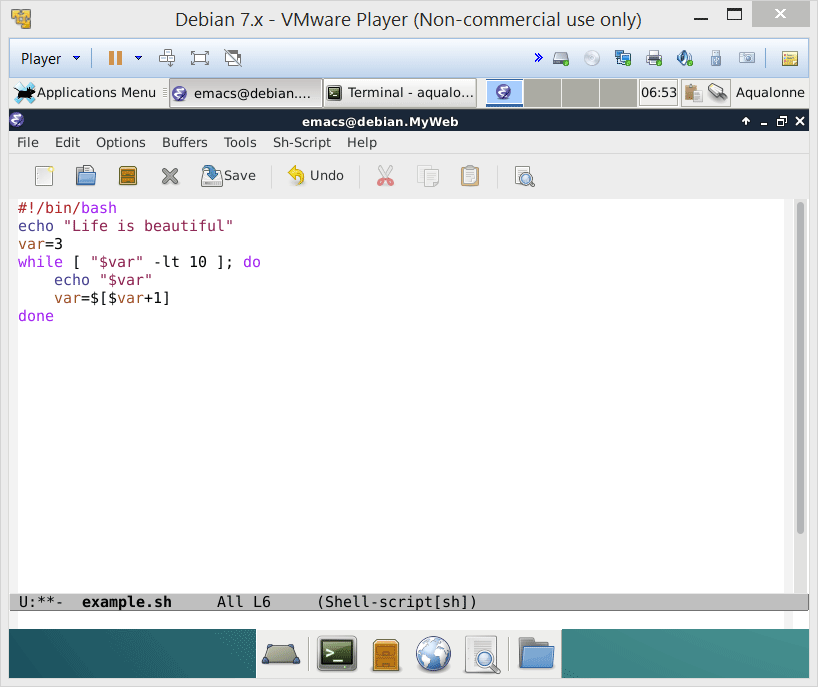 Debian 7.x - VMware Player (Non-commercial use only)
Player
Applications Menu emacs@debian.... Terminal - aqualo... 06:53 Aqualonne
emacs@debian.MyWeb
File Edit Options Buffers Tools Sh-Script Help
Save Undo
#!/bin/bash
echo "Life is beautiful"
var=3
while [ "$var" -lt 10 ]; do
    echo "$var"
    var=$[$var+1]
done
U:**-  example.sh     All L6     (Shell-script[sh])